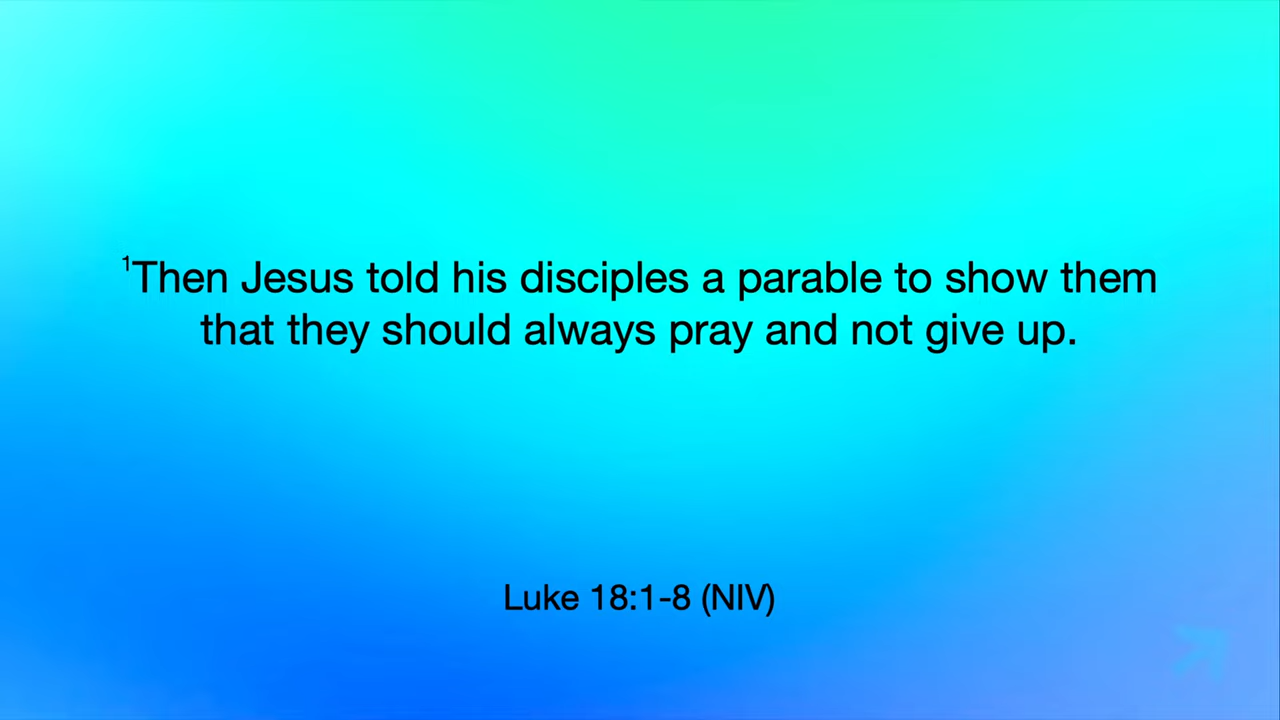 ¹Then Jesus told his disciples a parable to show them
that they should always pray and not give up.
Luke 18:1-8 (NIV)